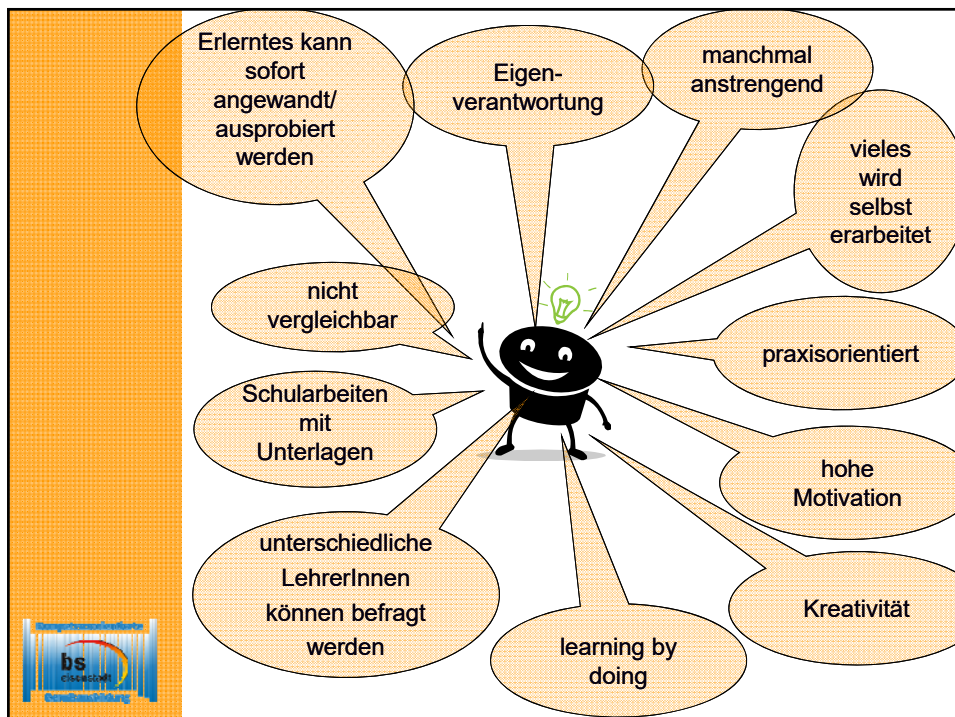 Erlerntes kann
sofort
angewandt/
ausprobiert
werden
Eigen-
verantwortung
manchmal
anstrengend
vieles
wird
selbst
erarbeitet
nicht
vergleichbar
praxisorientiert
Schularbeiten
mit
Unterlagen
hohe
Motivation
unterschiedliche
LehrerInnen
können befragt
werden
learning by
doing
Kreativität
bs
eisenstadt